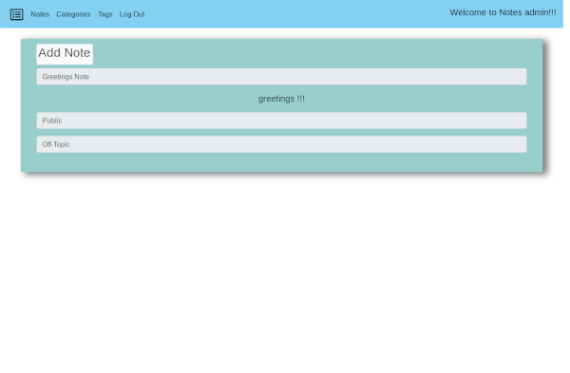 Notes Categories Tags Log Out Welcome to Notes admin!!!
Add Note
Greetings Note
greetings !!!
Public
Off-Topic